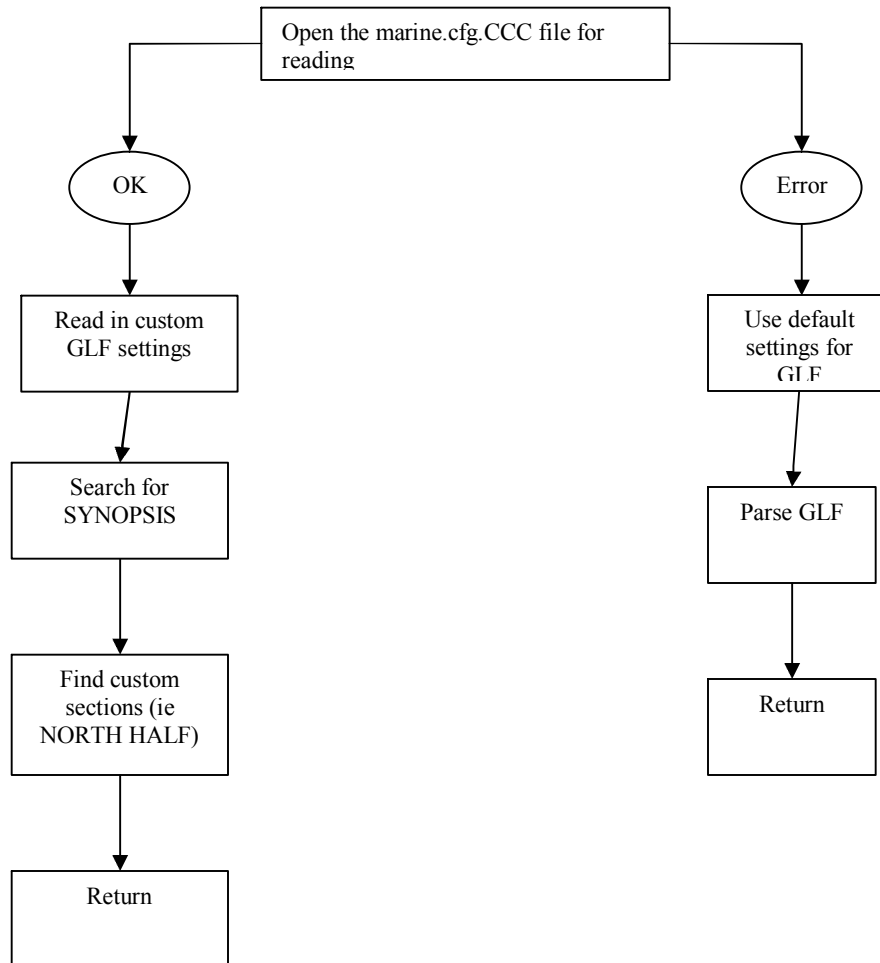 Open the marine.cfg.CCC file for
reading
OK
Error
Read in custom
GLF settings
Use default
settings for
GLF
Search for
SYNOPSIS
Parse GLF
Find custom
sections (ie
NORTH HALF)
Return
Return